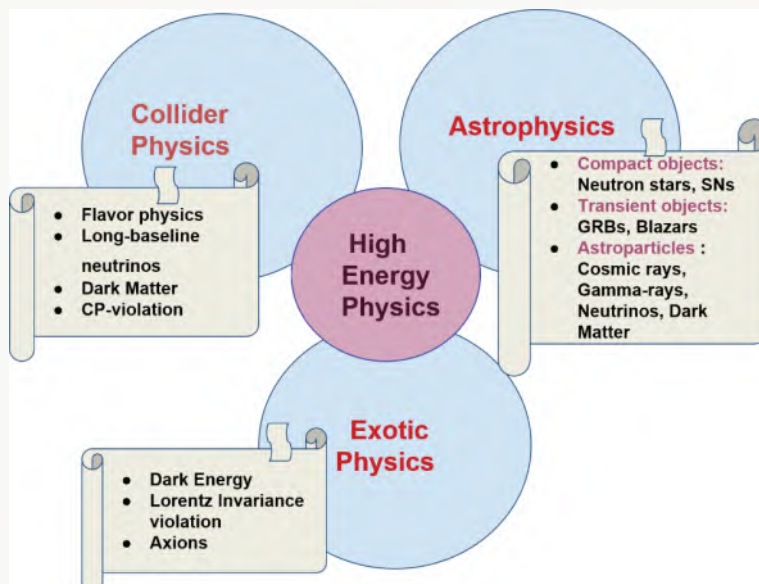 Collider
Physics
● Flavor physics
● Long-baseline
neutrinos
● Dark Matter
● CP-violation
Astrophysics
● Compact objects:
Neutron stars, SNs
● Transient objects:
GRBs, Blazars
● Astroparticles :
Cosmic rays,
Gamma-rays,
Neutrinos, Dark
Matter
High
Energy
Physics
Exotic
Physics
● Dark Energy
● Lorentz Invariance
violation
● Axions